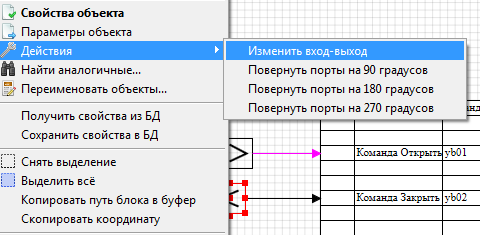 Свойства объекта
Параметры объекта
Действия
Найти аналогичные...
Переименовать объекты...
Получить свойства из БД
Сохранить свойства в БД
Снять выделение
Выделить всё
Копировать путь блока в буфер
Скопировать координату
Изменить вход-выход
Повернуть порты на 90 градусов
Повернуть порты на 180 градусов
Повернуть порты на 270 градусов
Команда Открыть yb01
Команда Закрыть yb02